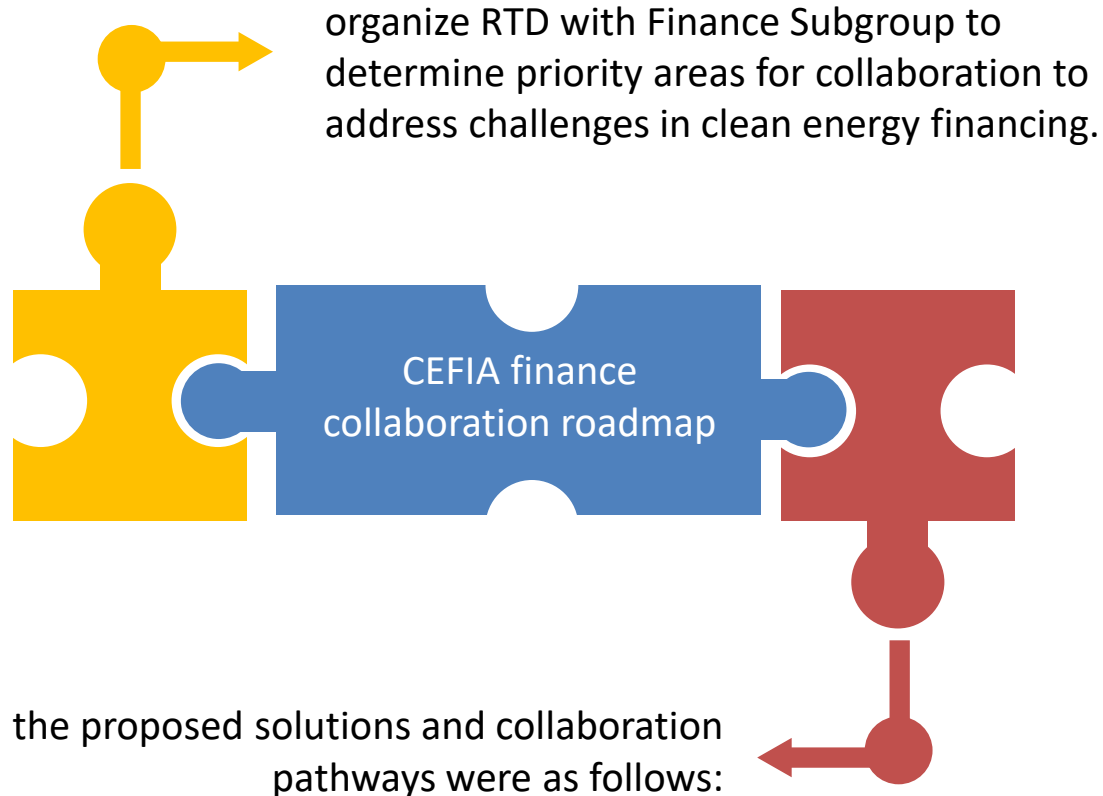 organize RTD with Finance Subgroup to
determine priority areas for collaboration to
address challenges in clean energy financing.
CEFIA finance
collaboration roadmap
the proposed solutions and collaboration
pathways were as follows: